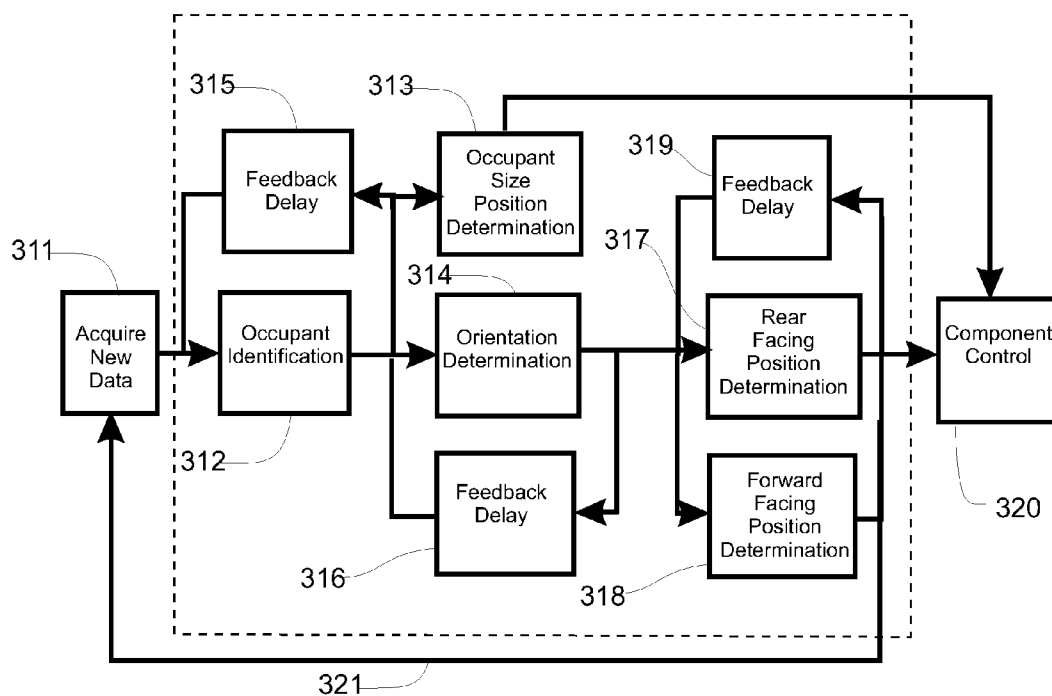 315
Feedback
Delay
313
Occupant
Size
Position
Determination
319
Feedback
Delay
311
Acquire
New
Data
Occupant
Identification
312
314
Orientation
Determination
317
Rear
Facing
Position
Determination
Component
Control
320
Feedback
Delay
316
Forward
Facing
Position
Determination
318
321